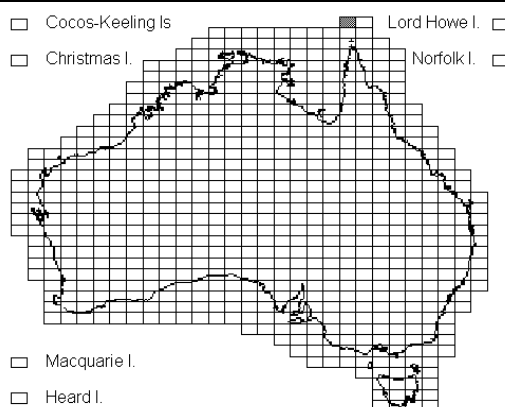 Cocos-Keeling Is
Lord Howe I.
Christmas I.
Norfolk I.
Macquarie I.
Heard I.